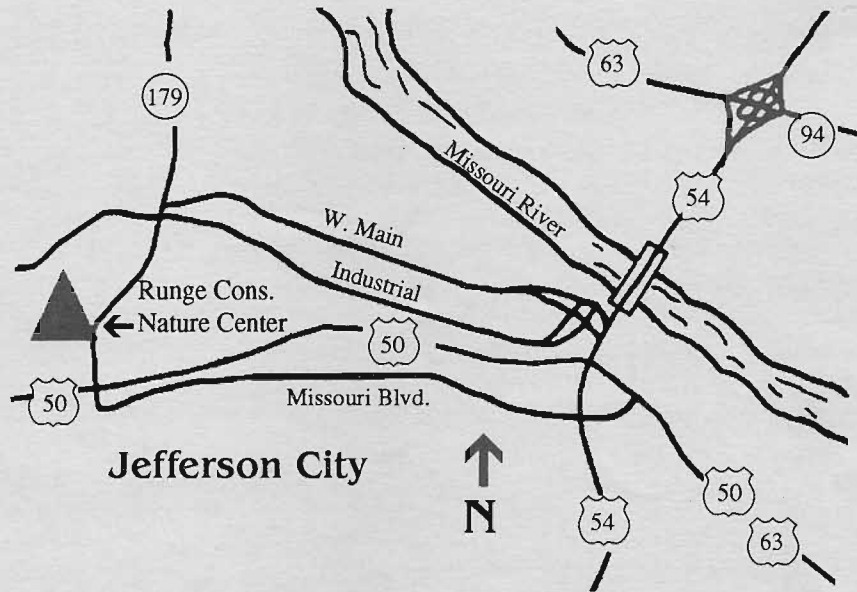 63
179
94
Missouri River
54
W. Main
Industrial
Runge Cons.
Nature Center
50
50
Missouri Blvd.
Jefferson City
N
50
54
63